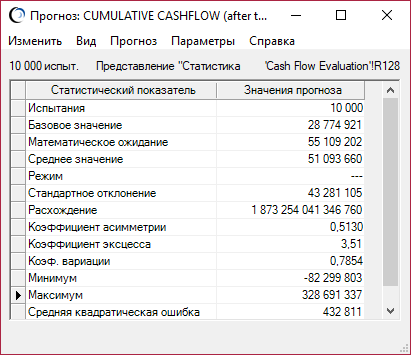 Прогноз: CUMULATIVE CASHFLOW (after t...
Изменить Вид Прогноз Параметры Справка
10 000 испыт. Представление "Статистика 'Cash Flow Evaluation'!R128
Статистический показатель Значения прогноза
Испытания 10 000
Базовое значение 28 774 921
Математическое ожидание 55 109 202
Среднее значение 51 093 660
Режим ---
Стандартное отклонение 43 281 105
Расхождение 1 873 254 041 346 760
Коэффициент асимметрии 0,5130
Коэффициент эксцесса 3,51
Коэф. вариации 0,7854
Минимум -82 299 803
Максимум 328 691 337
Средняя квадратическая ошибка 432 811